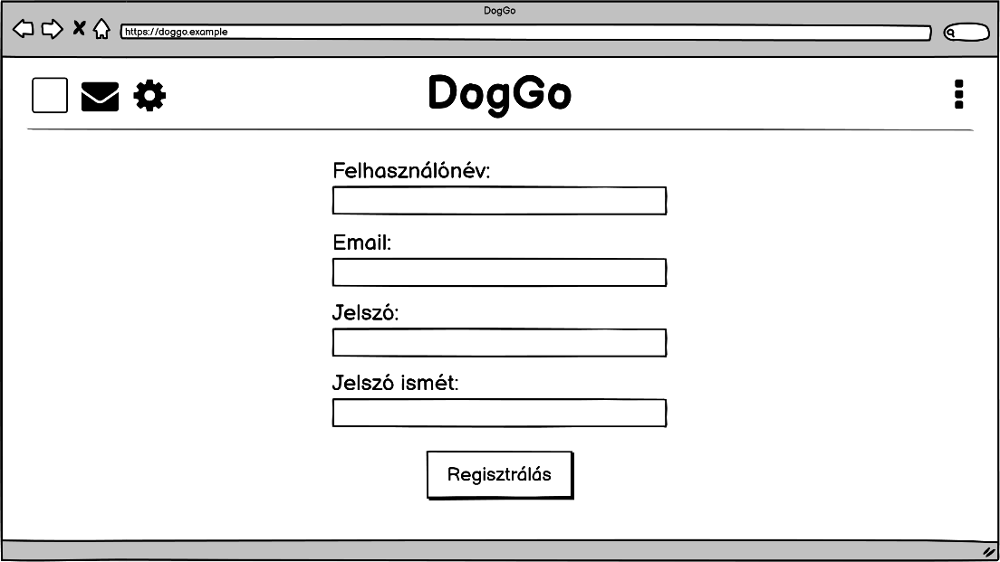 DogGo
https://doggo.example
DogGo
Felhasználónév:
Email:
Jelszó:
Jelszó ismét:
Regisztrálás